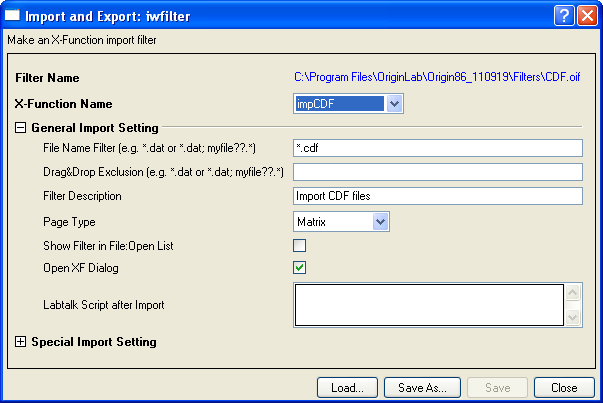 Import and Export: iwfilter
Make an X-Function import filter
Filter Name C:\Program Files\OriginLab\Origin86_110919\Filters\CDF.oif
X-Function Name impCDF
General Import Setting
File Name Filter (e.g. *.dat or *.dat; myfile??.*) *.cdf
Drag&Drop Exclusion (e.g. *.dat or *.dat; myfile??.*)
Filter Description Import CDF files
Page Type Matrix
Show Filter in File:Open List
Open XF Dialog
Labtalk Script after Import
Special Import Setting
Load... Save As... Save Close